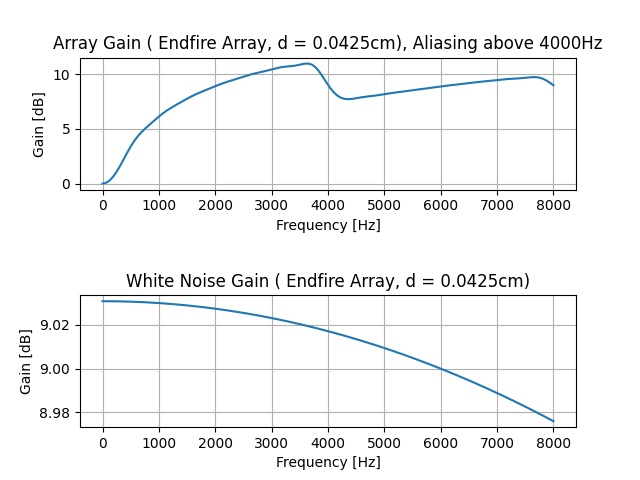 Array Gain ( Endfire Array, d = 0.0425cm), Aliasing above 4000Hz
10
5
0
Gain [dB]
0 1000 2000 3000 4000 5000 6000 7000 8000
Frequency [Hz]
White Noise Gain ( Endfire Array, d = 0.0425cm)
9.02
9.00
8.98
Gain [dB]
0 1000 2000 3000 4000 5000 6000 7000 8000
Frequency [Hz]